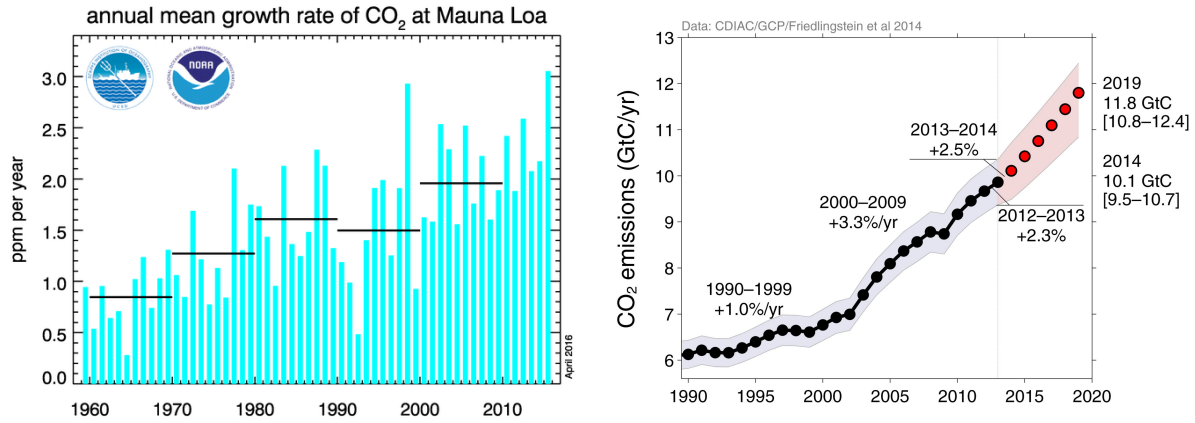 annual mean growth rate of CO₂ at Mauna Loa
NOAA
ppm per year
3.0
2.5
2.0
1.5
1.0
0.5
0.0
1960 1970 1980 1990 2000 2010
April 2016
Data: CDIAC/GCP/Friedlingstein et al 2014
CO₂ emissions (GtC/yr)
13
12
11
10
9
8
7
6
1990 1995 2000 2005 2010 2015 2020
1990–1999
+1.0%/yr
2000–2009
+3.3%/yr
2013–2014
+2.5%
2012–2013
+2.3%
2019
11.8 GtC
[10.8–12.4]
2014
10.1 GtC
[9.5–10.7]